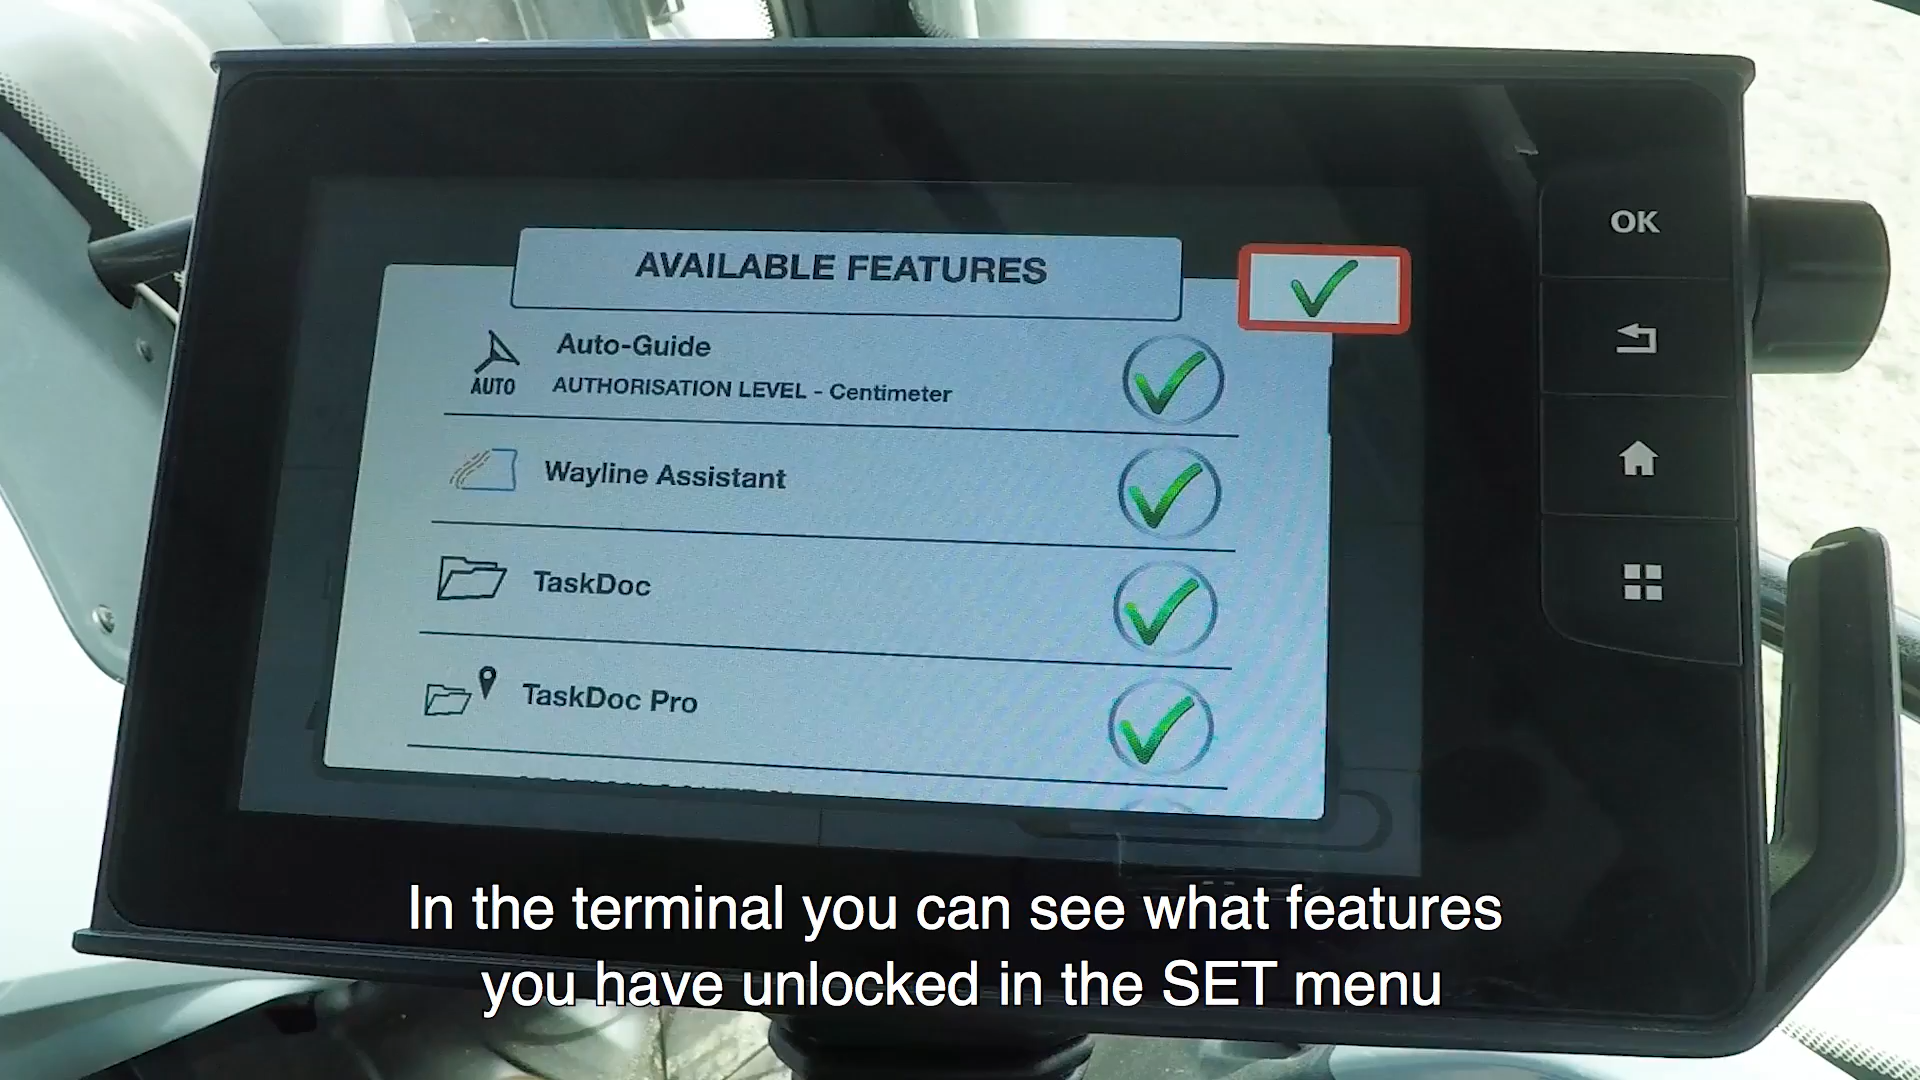 AVAILABLE FEATURES
Auto-Guide
AUTO
AUTHORISATION LEVEL - Centimeter
Wayline Assistant
TaskDoc
TaskDoc Pro
OK
In the terminal you can see what features
you have unlocked in the SET menu